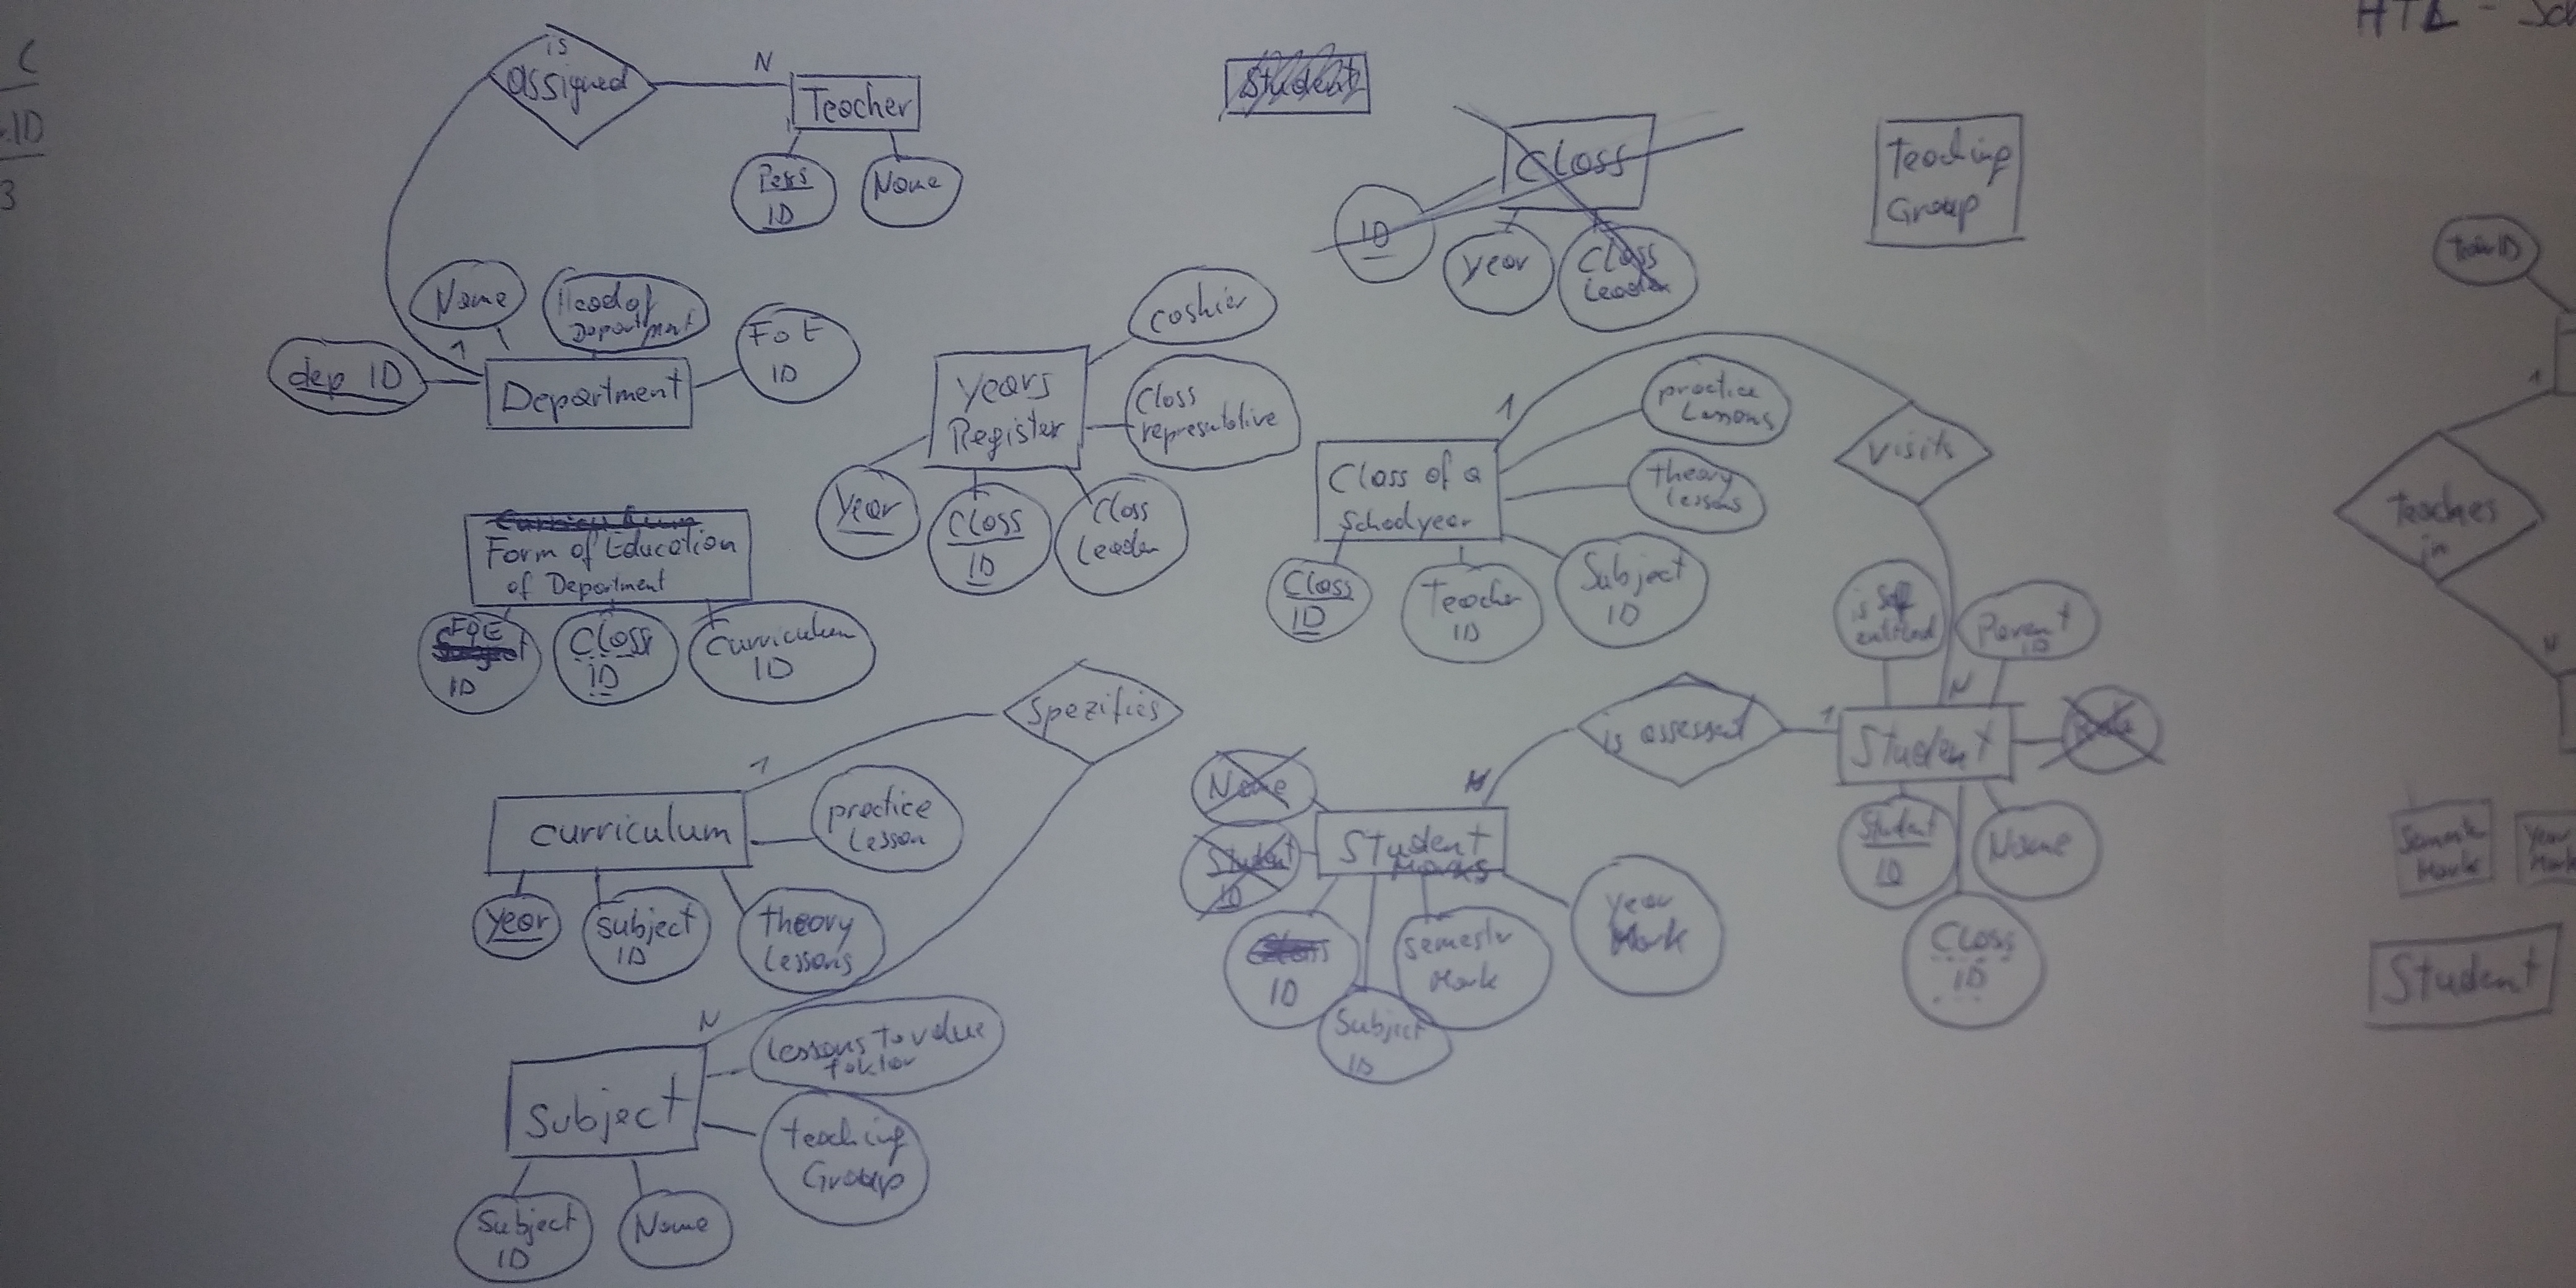 C
ID
3
is
assigned
N
Teacher
Pers
ID
Name
Student
Class
ID
year
Class
Leader
Teaching
Group
HTL - Sc
Name
Head of
Department
FoE
ID
1
dep ID
Department
cashier
years
Register
Class
representative
year
Class
ID
Class
Leader
1
practice
Lessons
theory
Lessons
Class of a
Schoolyear
Class
ID
Teacher
ID
Subject
ID
visits
1
teaches
in
N
Form of Education
of Department
FOE
ID
Class
ID
Curriculum
ID
Spezifies
1
curriculum
practice
Lesson
year
subject
ID
theory
Lessons
is
entitled
Parent
ID
N
is assessed
1
Student
Name
Student
ID
N
Student
Marks
ID
Subject
ID
semester
Mark
year
Mark
Student
ID
Name
Class
ID
Semester
Mark
Year
Mark
Student
N
Lessons to value
faktor
Subject
teaching
Group
Subject
ID
Name